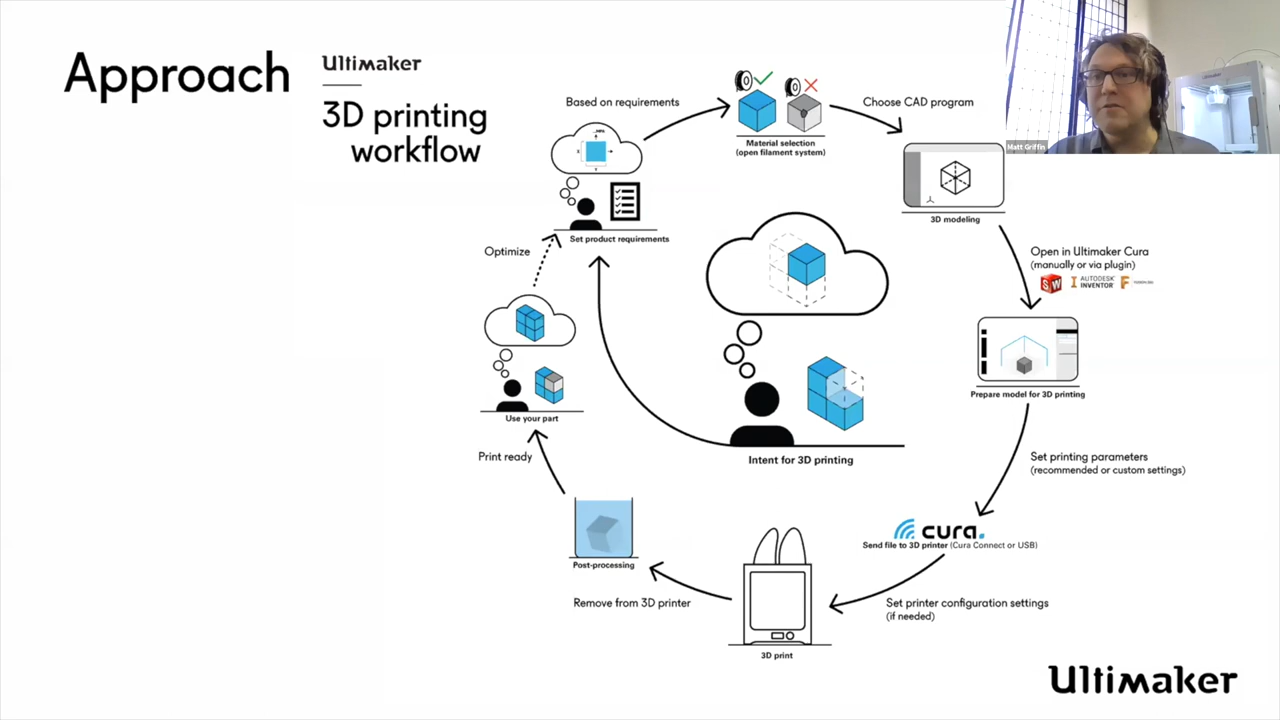 Approach
Ultimaker
3D printing
workflow
Based on requirements
Material selection
(open filament system)
Choose CAD program
Matt Griffin
3D modeling
Set product requirements
Optimize
Open in Ultimaker Cura
(manually or via plugin)
SW
AUTODESK
INVENTOR
Use your part
Prepare model for 3D printing
Print ready
Intent for 3D printing
Set printing parameters
(recommended or custom settings)
cura.
Send file to 3D printer (Cura Connect or USB)
Post-processing
Remove from 3D printer
Set printer configuration settings
(if needed)
3D print
Ultimaker